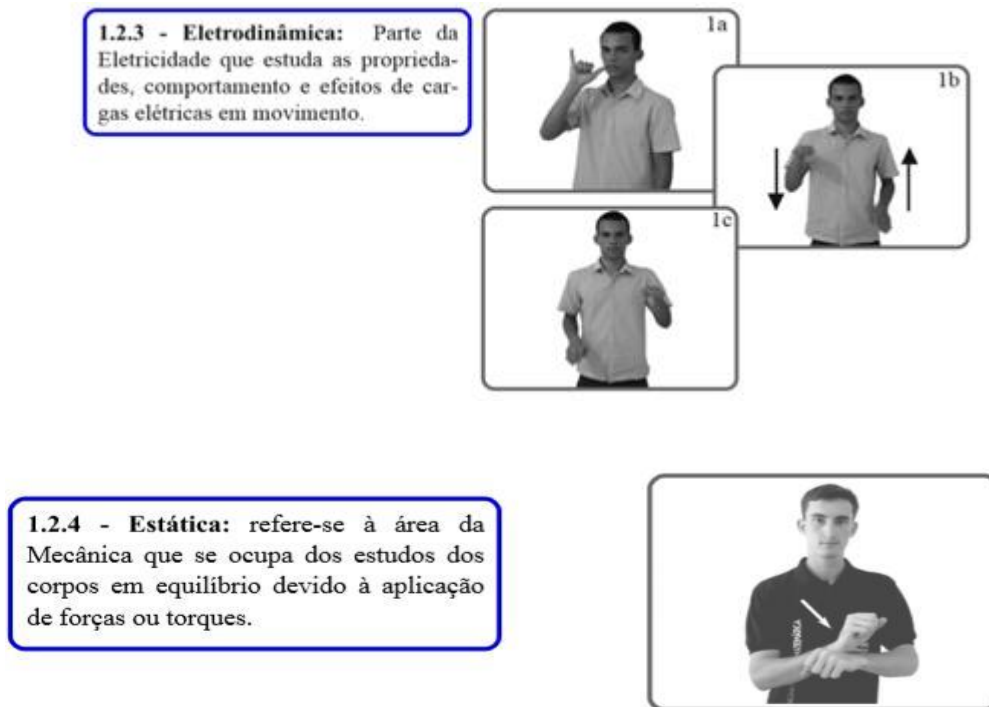 1.2.3 - Eletrodinâmica: Parte da
Eletricidade que estuda as proprieda-
des, comportamento e efeitos de car-
gas elétricas em movimento.
1a
1b
1c
1.2.4 - Estática: refere-se à área da
Mecânica que se ocupa dos estudos dos
corpos em equilíbrio devido à aplicação
de forças ou torques.